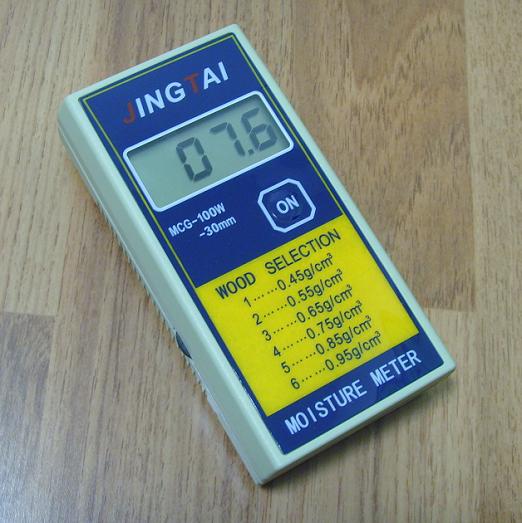 JINGTAI
07.6
MCG-100W
-30mm
ON
WOOD SELECTION
1......0.45g/cm³
2......0.55g/cm³
3......0.65g/cm³
4......0.75g/cm³
5......0.85g/cm³
6......0.95g/cm³
MOISTURE METER